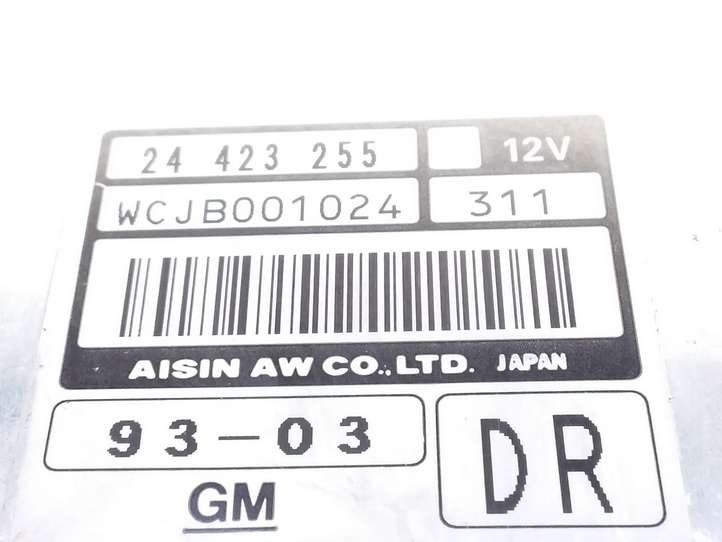 24 423 255 12V
WCJB001024 311
AISIN AW CO.,LTD. JAPAN
93-03 DR
GM